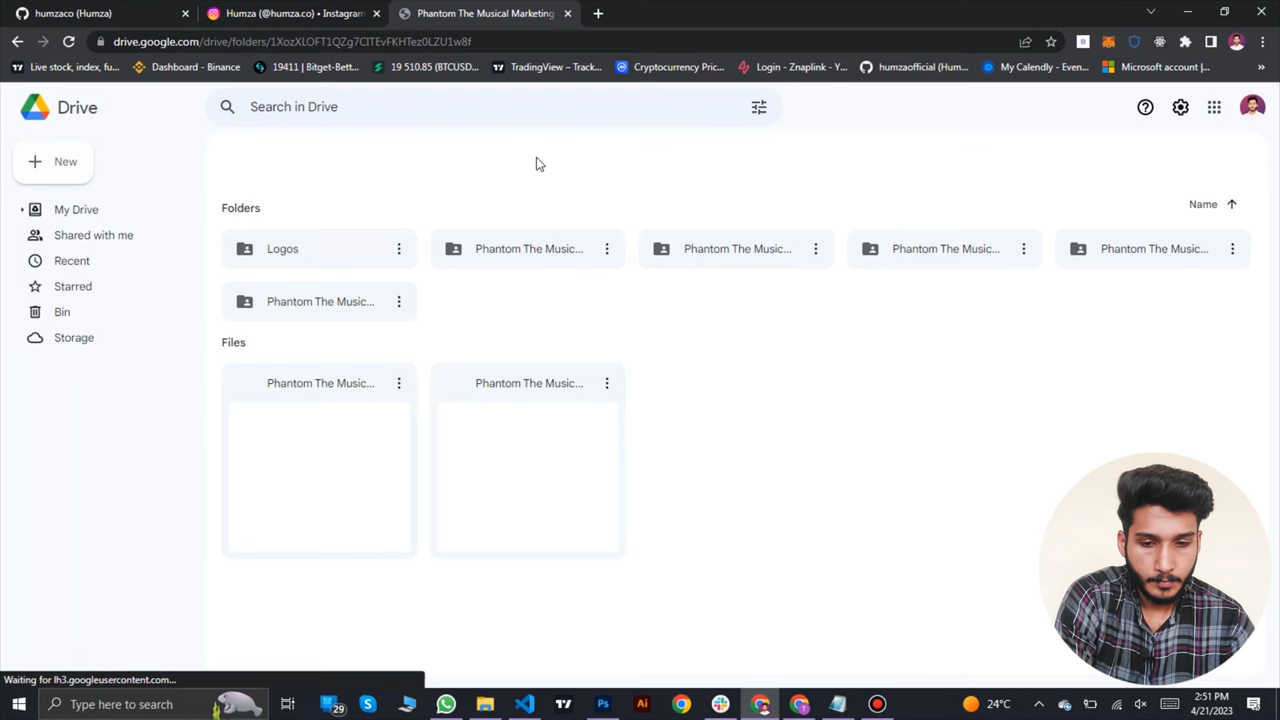 humzaco (Humza)
Humza (@humza.co) • Instagram
Phantom The Musical Marketing
drive.google.com/drive/folders/1XozXLOFT1QZg7CITEvFKHTez0LZU1w8f
Live stock, index, fu...
Dashboard - Binance
19411 | Bitget-Bett...
19 510.85 (BTCUSD...
TradingView – Track...
Cryptocurrency Pric...
Login - Znaplink - Y...
humzaofficial (Hum...
My Calendly - Even...
Microsoft account |...
Drive
Search in Drive
New
My Drive
Shared with me
Recent
Starred
Bin
Storage
Folders
Name
Logos
Phantom The Music...
Phantom The Music...
Phantom The Music...
Phantom The Music...
Phantom The Music...
Files
Phantom The Music...
Phantom The Music...
Waiting for lh3.googleusercontent.com...
Type here to search
29
24°C
2:51 PM
4/21/2023